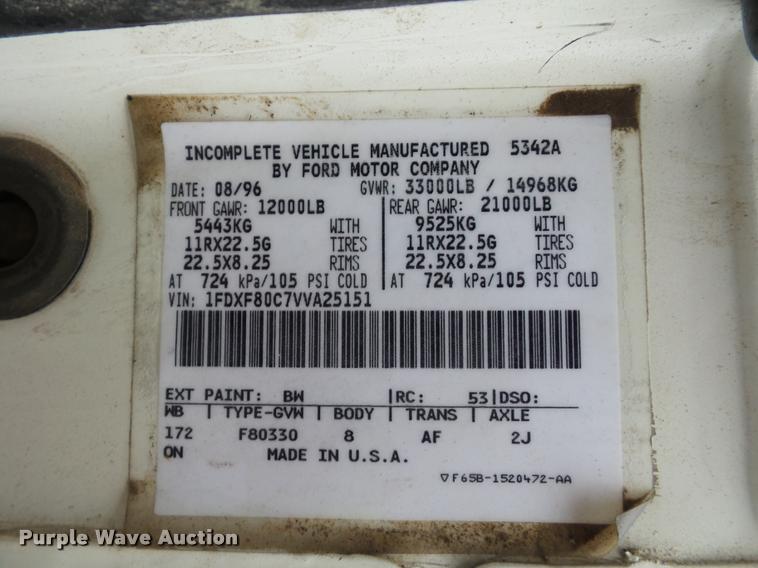 INCOMPLETE VEHICLE MANUFACTURED 5342A
BY FORD MOTOR COMPANY
DATE: 08/96 GVWR: 33000LB / 14968KG
FRONT GAWR: 12000LB REAR GAWR: 21000LB
5443KG WITH 9525KG WITH
11RX22.5G TIRES 11RX22.5G TIRES
22.5X8.25 RIMS 22.5X8.25 RIMS
AT 724 kPa/105 PSI COLD AT 724 kPa/105 PSI COLD
VIN: 1FDXF80C7VVA25151
EXT PAINT: BW |RC: 53|DSO:
WB | TYPE-GVW | BODY | TRANS | AXLE
172 F80330 8 AF 2J
ON MADE IN U.S.A.
▽F65B-1520472-AA
Purple Wave Auction